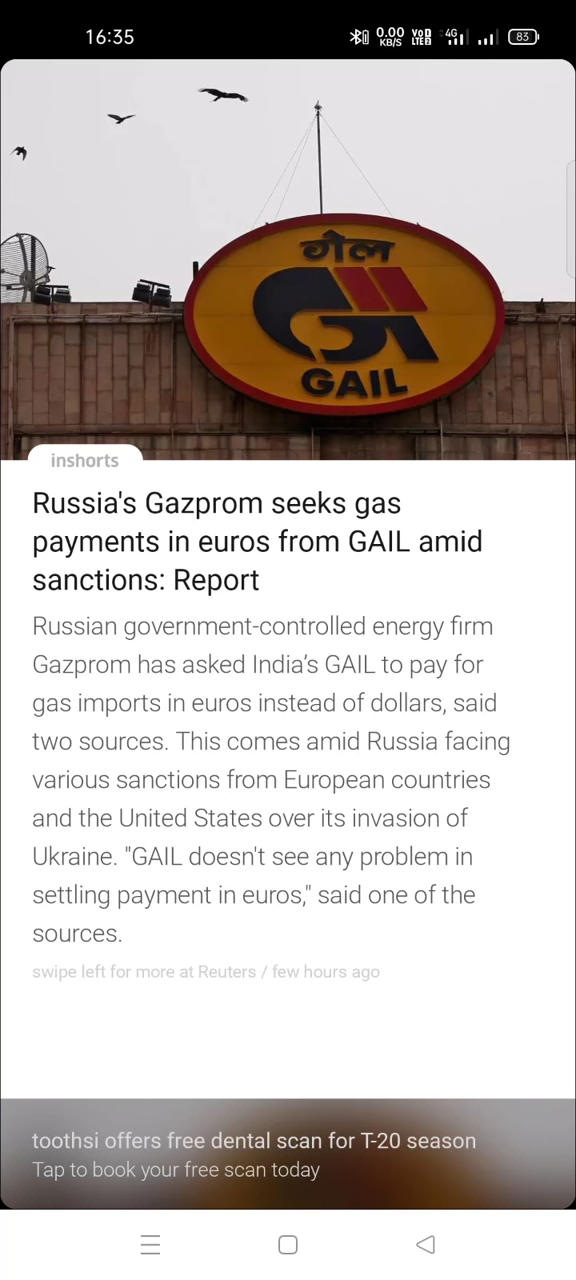 16:35
0.00
KB/S
VoD
LTE2
4G
83
गेल
GAIL
inshorts
Russia's Gazprom seeks gas
payments in euros from GAIL amid
sanctions: Report
Russian government-controlled energy firm
Gazprom has asked India’s GAIL to pay for
gas imports in euros instead of dollars, said
two sources. This comes amid Russia facing
various sanctions from European countries
and the United States over its invasion of
Ukraine. "GAIL doesn't see any problem in
settling payment in euros," said one of the
sources.
swipe left for more at Reuters / few hours ago
toothsi offers free dental scan for T-20 season
Tap to book your free scan today